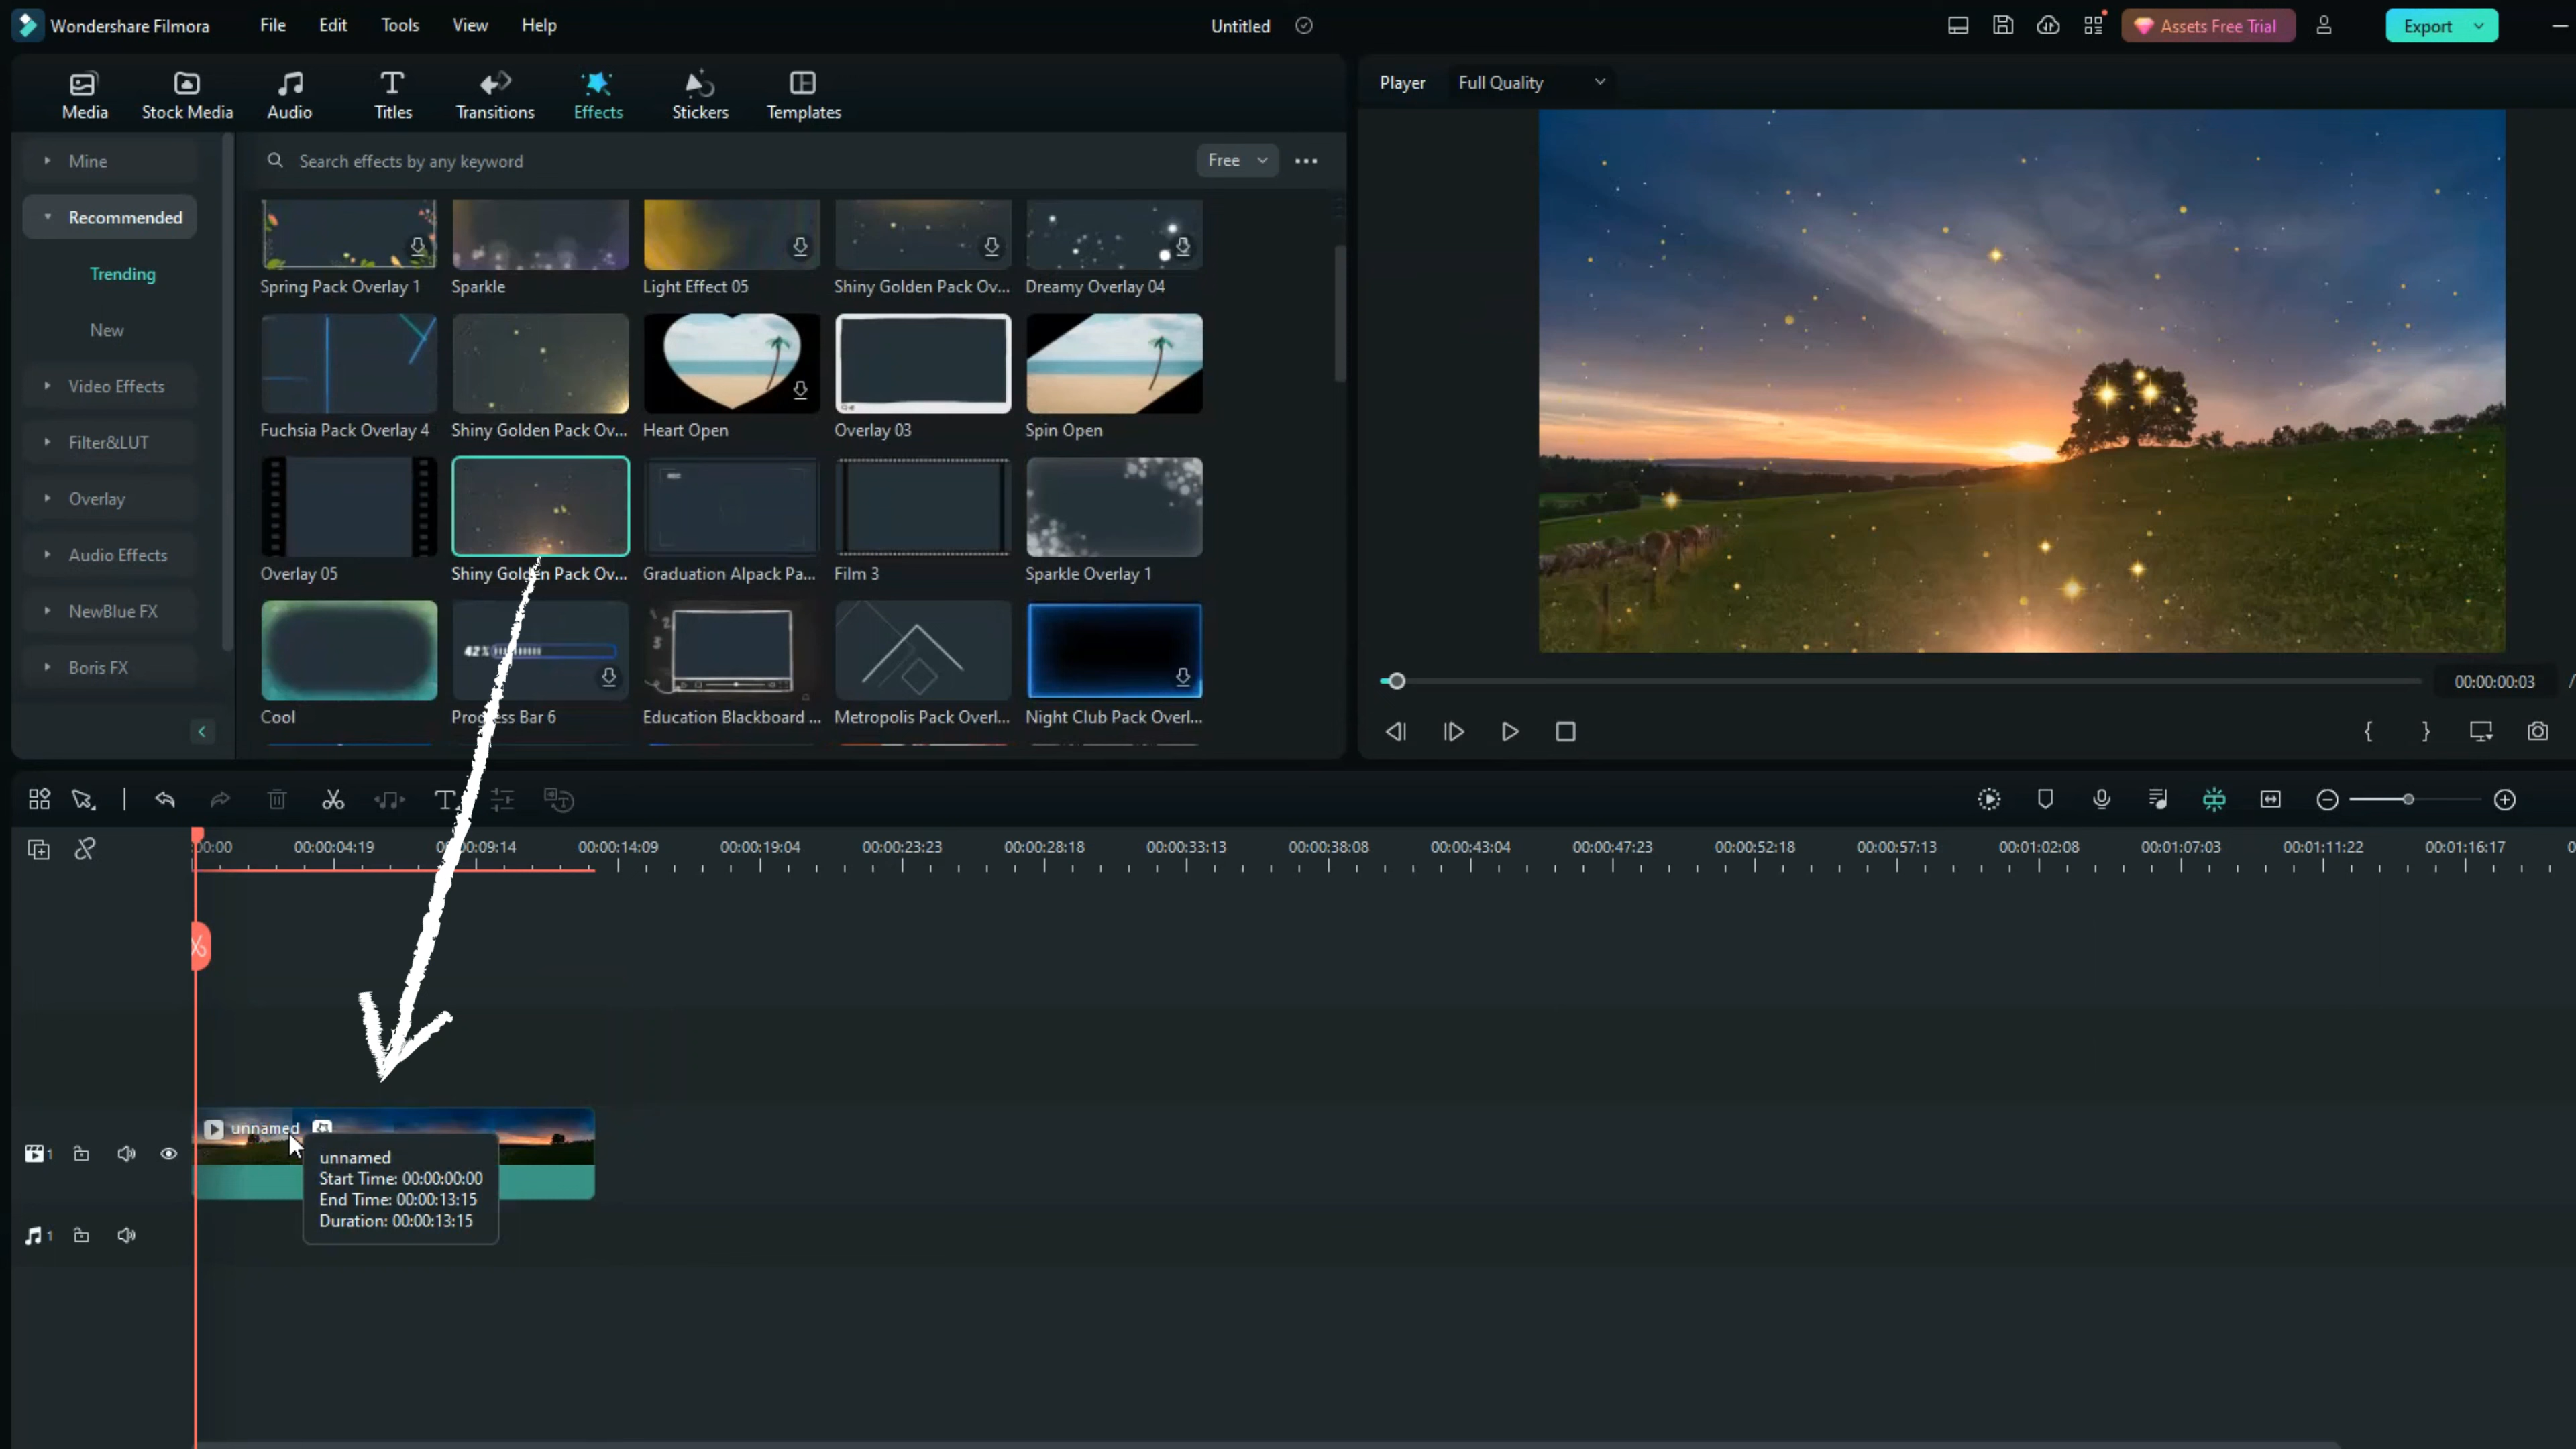 Wondershare Filmora File Edit Tools View Help Untitled Assets Free Trial Export
Media Stock Media Audio Titles Transitions Effects Stickers Templates
Player Full Quality
Mine
Recommended
Trending
New
Video Effects
Filter&LUT
Overlay
Audio Effects
NewBlue FX
Boris FX
Search effects by any keyword Free
Spring Pack Overlay 1 Sparkle Light Effect 05 Shiny Golden Pack Ov... Dreamy Overlay 04
Fuchsia Pack Overlay 4 Shiny Golden Pack Ov... Heart Open Overlay 03 Spin Open
REC
Overlay 05 Shiny Golden Pack Ov... Graduation Alpack Pa... Film 3 Sparkle Overlay 1
42%
Cool Progress Bar 6 Education Blackboard ... Metropolis Pack Overl... Night Club Pack Overl...
00:00:00:03 /
:00:00 00:00:04:19 00:00:09:14 00:00:14:09 00:00:19:04 00:00:23:23 00:00:28:18 00:00:33:13 00:00:38:08 00:00:43:04 00:00:47:23 00:00:52:18 00:00:57:13 00:01:02:08 00:01:07:03 00:01:11:22 00:01:16:17 0
unnamed
1
unnamed
Start Time: 00:00:00:00
End Time: 00:00:13:15
Duration: 00:00:13:15
1